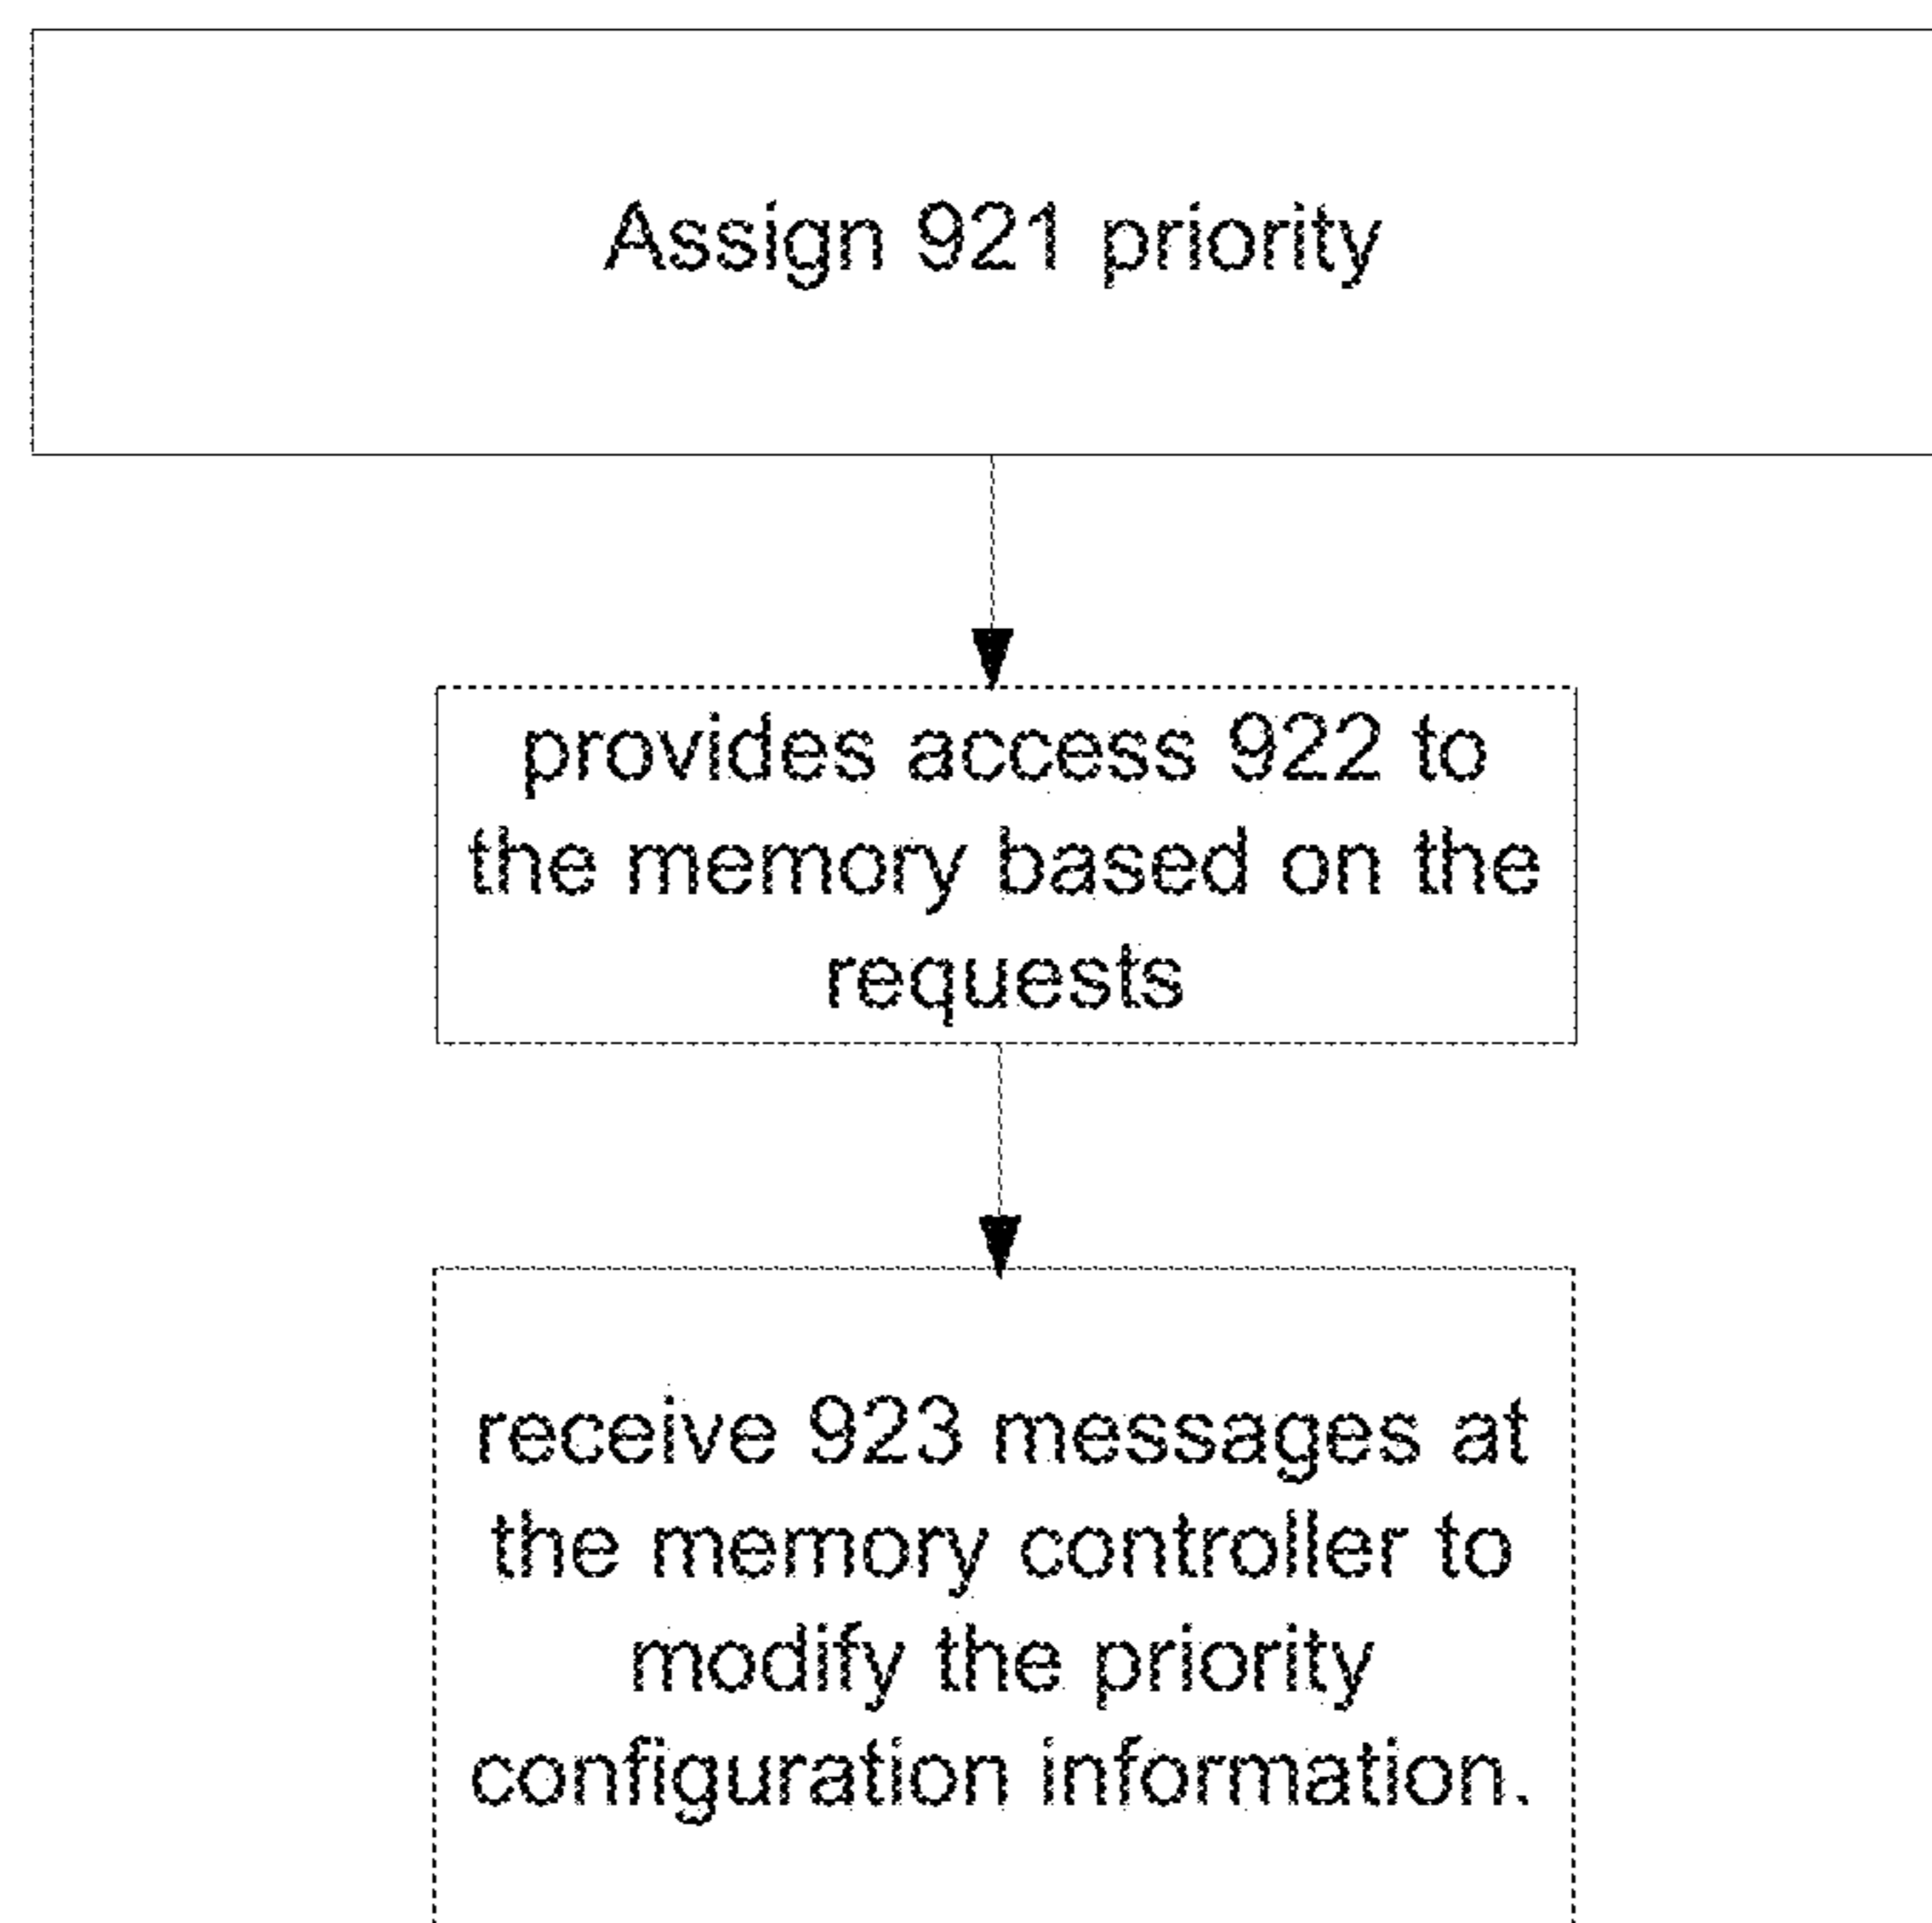 Assign 921 priority
provides access 922 to
the memory based on the
requests
receive 923 messages at
the memory controller to
modify the priority
configuration information.